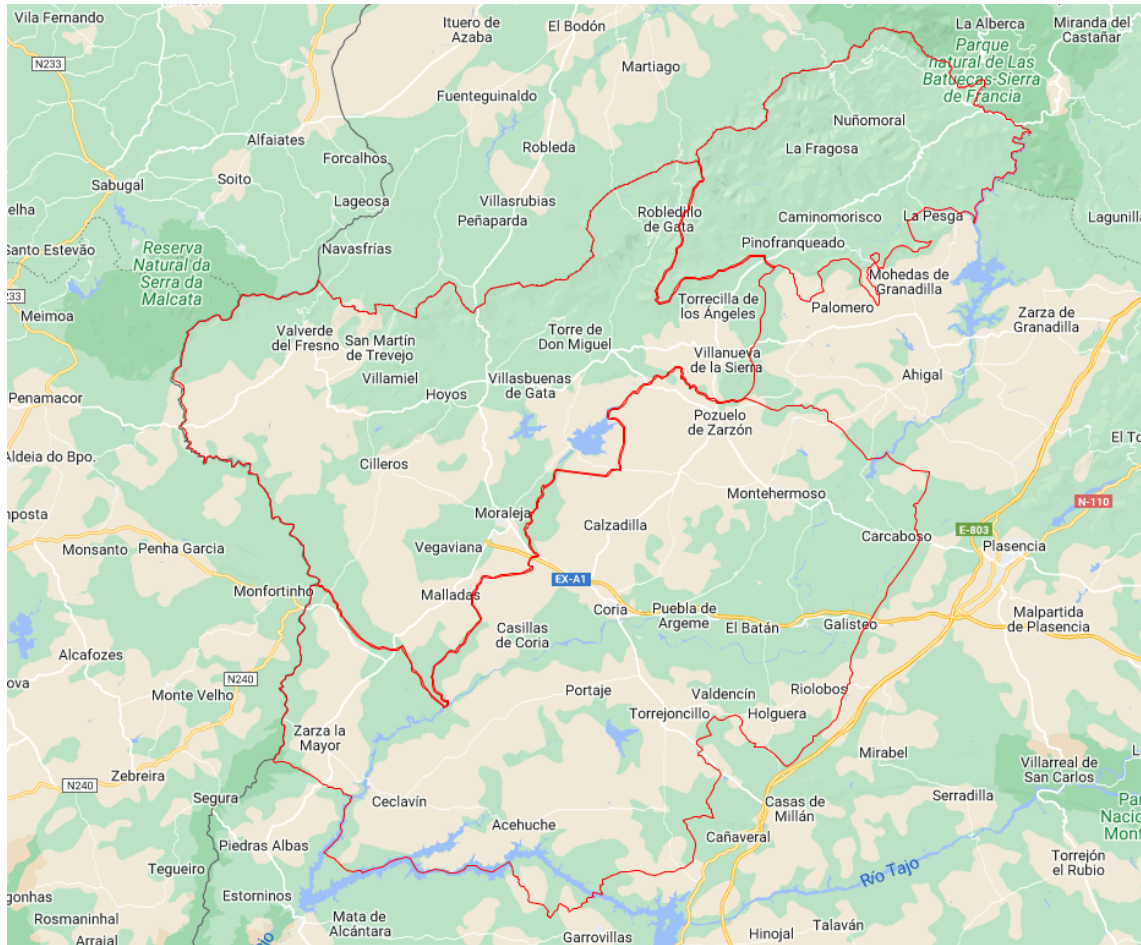 Vila Fernando
Ituero de
Azaba
El Bodón
La Alberca
Miranda del
Castañar
N233
Martiago
Parque
natural de Las
Batuecas-Sierra
de Francia
Fuenteguinaldo
Alfaiates
Robleda
Nuñomoral
Forcalhos
La Fragosa
Soito
Sabugal
Lageosa
Villasrubias
Peñaparda
Robledillo
de Gata
Caminomorisco
La Pesga
Lagunilla
Santo Estevão
Reserva
Natural da
Serra da
Malcata
Navasfrías
Pinofranqueado
Mohedas de
Granadilla
Meimoa
Torrecilla de
los Ángeles
Palomero
Zarza de
Granadilla
Valverde
del Fresno
San Martín
de Trevejo
Torre de
Don Miguel
Villanueva
de la Sierra
Villamiel
Villasbuenas
de Gata
Ahigal
Penamacor
Hoyos
Pozuelo
de Zarzón
Aldeia do Bpo.
Cilleros
Montehermoso
N-110
Moraleja
Calzadilla
E-803
Carcaboso
Plasencia
Monsanto
Penha Garcia
Vegaviana
EX-A1
Monfortinho
Malladas
Coria
Puebla de
Argeme
El Batán
Galisteo
Malpartida
de Plasencia
Casillas
de Coria
Alcafozes
N240
Monte Velho
Portaje
Valdencín
Riolobos
Torrejoncillo
Holguera
Zarza la
Mayor
Mirabel
Villarreal de
San Carlos
N240
Zebreira
Segura
Ceclavín
Casas de
Millán
Serradilla
Acehuche
Cañaveral
Piedras Albas
Tegueiro
Río Tajo
Torrejón
el Rubio
Estorninos
Rosmaninhal
Mata de
Alcántara
Garrovillas
Hinojal
Talaván
Arraial